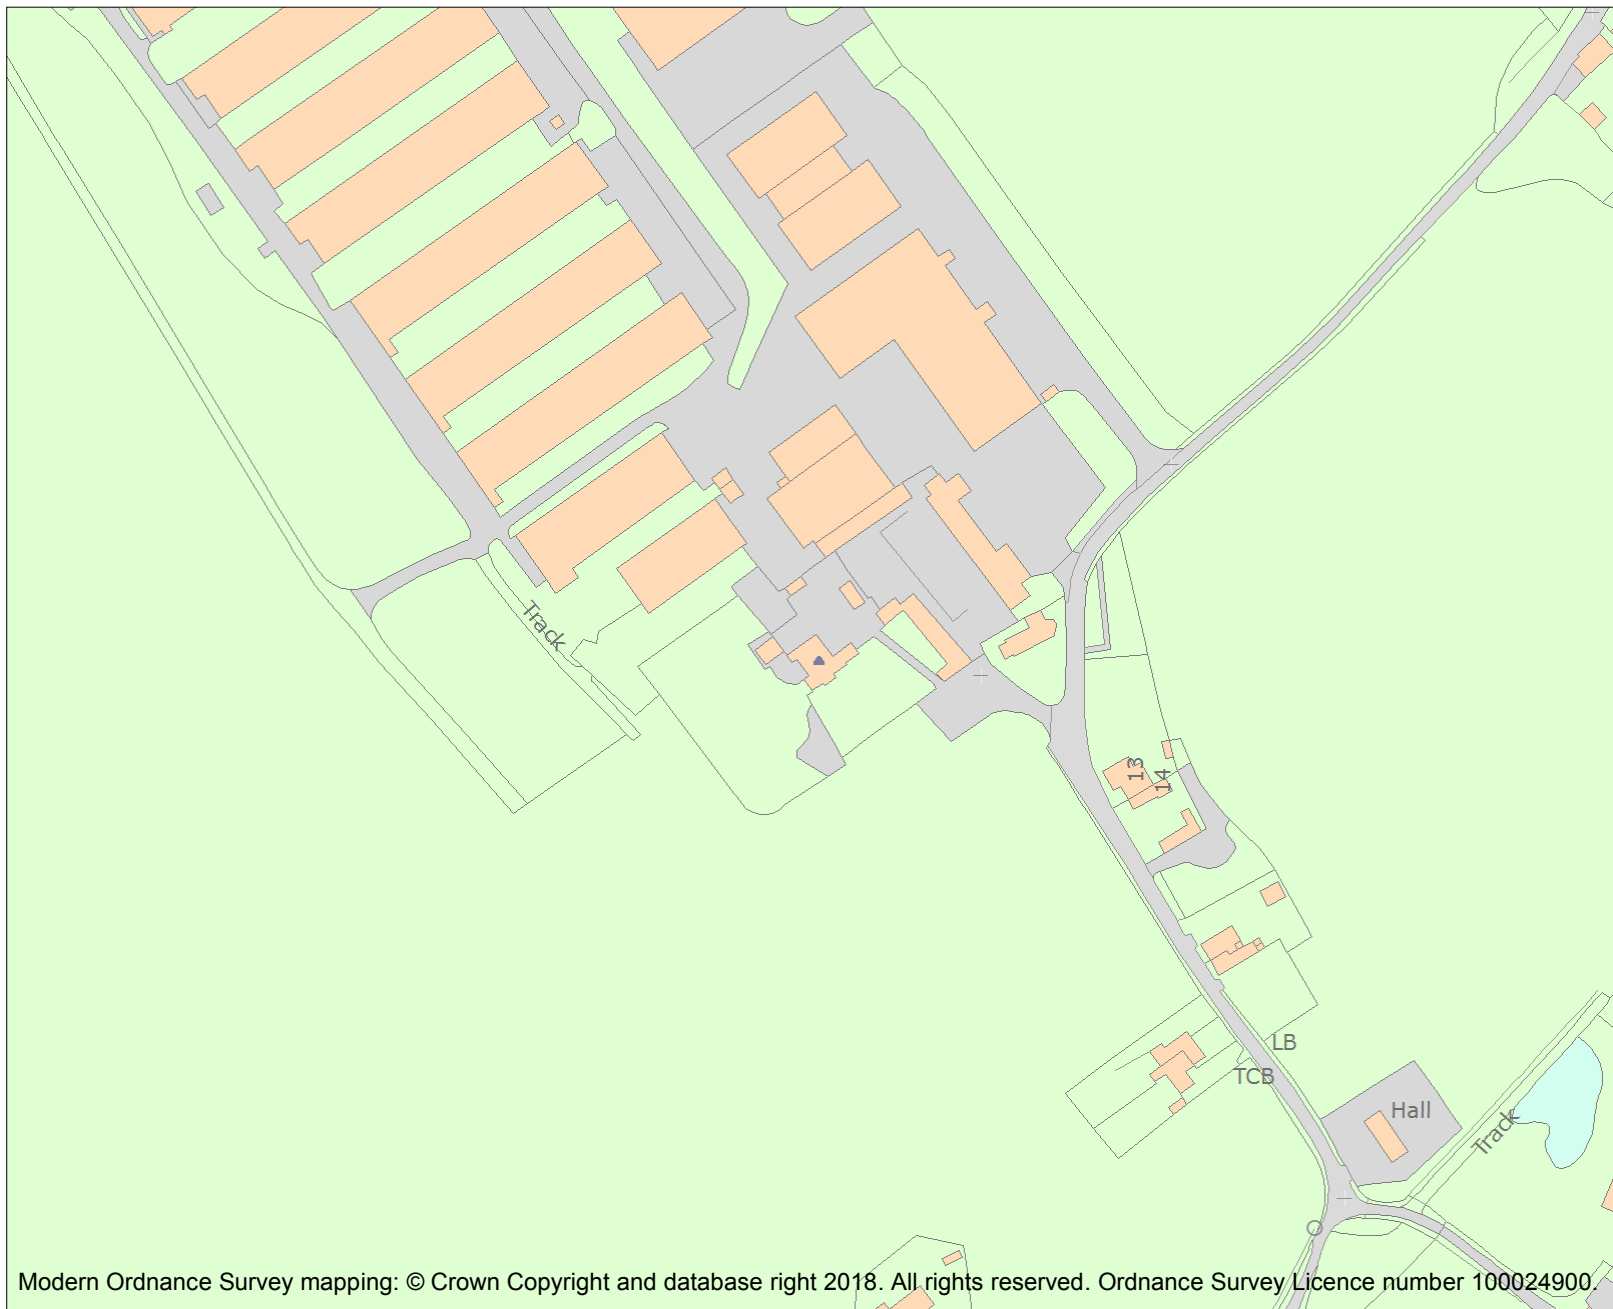 Track
13
14
LB
TCB
Hall
Track
Modern Ordnance Survey mapping: © Crown Copyright and database right 2018. All rights reserved. Ordnance Survey Licence number 100024900.